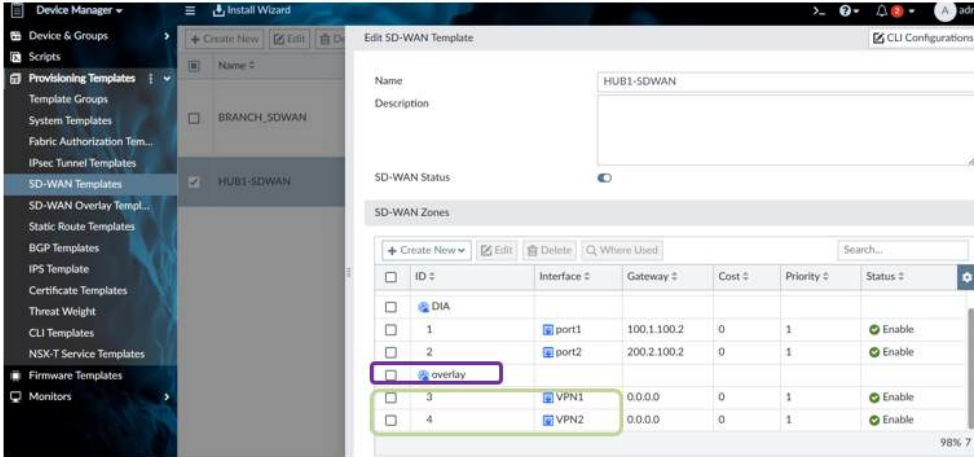 Device Manager
Install Wizard
Device & Groups
Scripts
Provisioning Templates
Template Groups
System Templates
Fabric Authorization Tem...
IPsec Tunnel Templates
SD-WAN Templates
SD-WAN Overlay Templ...
Static Route Templates
BGP Templates
IPS Template
Certificate Templates
Threat Weight
CLI Templates
NSX-T Service Templates
Firmware Templates
Monitors
+ Create New Edit De
Name
BRANCH_SDWAN
HUB1-SDWAN
A adr
Edit SD-WAN Template CLI Configurations
Name HUB1-SDWAN
Description
SD-WAN Status
SD-WAN Zones
+ Create New Edit Delete Where Used Search...
ID Interface Gateway Cost Priority Status
DIA
1 port1 100.1.100.2 0 1 Enable
2 port2 200.2.100.2 0 1 Enable
overlay
3 VPN1 0.0.0.0 0 1 Enable
4 VPN2 0.0.0.0 0 1 Enable
98% 7